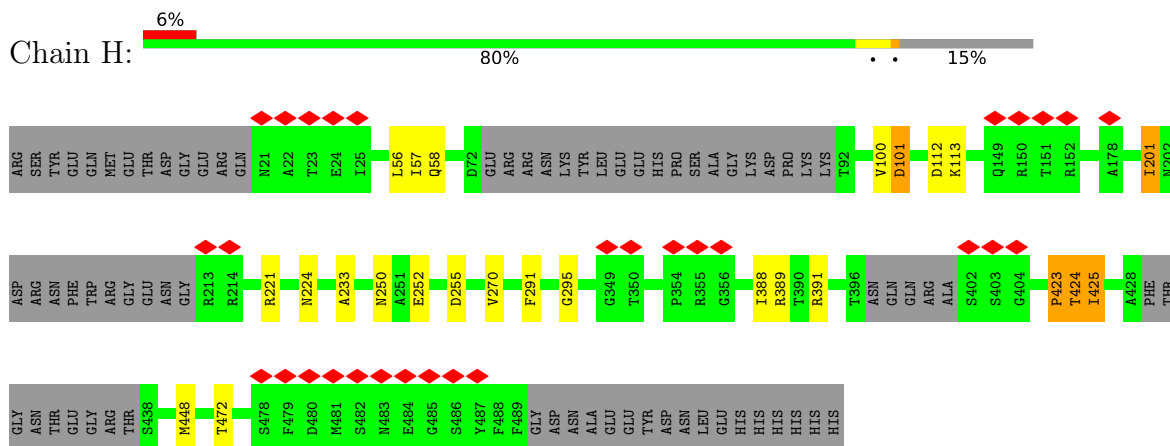 6%
Chain H:
80%
•
•
15%
ARG SER TYR GLU GLN MET GLU THR ASP GLY GLU ARG GLN N21 A22 T23 E24 I25 L56 I57 Q58 D72 GLU ARG ARG ASN LYS TYR LEU GLU GLU HIS PRO SER ALA GLY LYS ASP PRO LYS LYS T92 V100 D101 D112 K113 Q149 R150 T151 R152 A178 I201 N202
ASP ARG ASN PHE TRP ARG GLY GLU ASN GLY R213 R214 R221 N224 A233 N250 A251 E252 D255 V270 F291 G295 G349 T350 P354 R355 G356 I388 R389 T390 R391 T396 ASN GLN GLN ARG ALA S402 S403 G404 P423 T424 I425 A428 PHE THR
GLY ASN THR GLU GLY ARG THR S438 M448 T472 S478 F479 D480 M481 S482 N483 E484 G485 S486 Y487 F488 F489 GLY ASP ASN ALA GLU GLU TYR ASP ASN LEU GLU HIS HIS HIS HIS HIS HIS